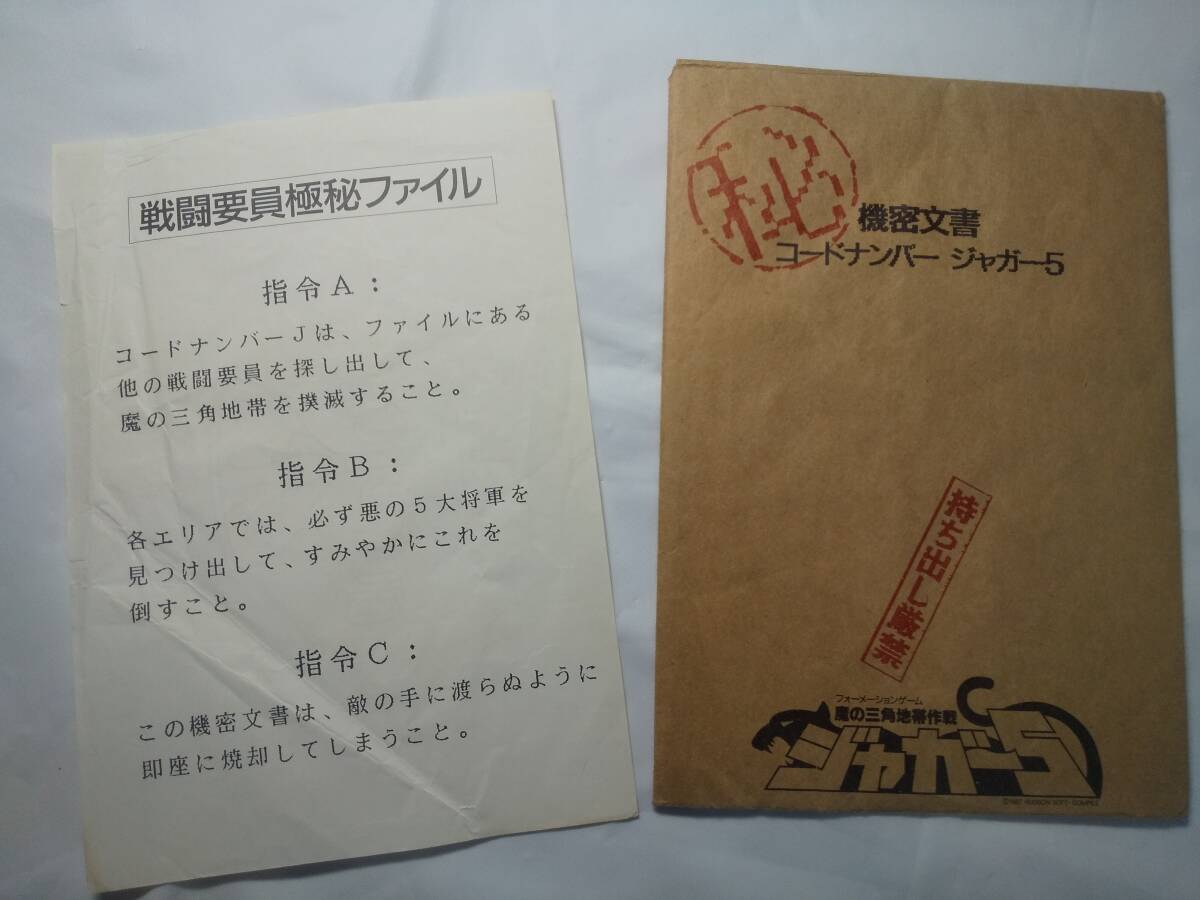 戦闘要員極秘ファイル
指令A：
コードナンバーJは、ファイルにある
他の戦闘要員を探し出して、
魔の三角地帯を撲滅すること。
指令B：
各エリアでは、必ず悪の5大将軍を
見つけ出して、すみやかにこれを
倒すこと。
指令C：
この機密文書は、敵の手に渡らぬように
即座に焼却してしまうこと。
秘
機密文書
コードナンバー ジャガー5
持ち出し厳禁
フォーメーションゲーム
魔の三角地帯作戦
ジャガー5
©1987 HUDSON SOFT・COMPILE